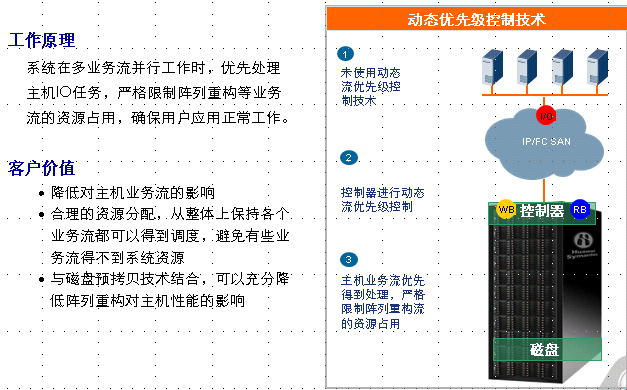 工作原理
系统在多业务流并行工作时，优先处理
主机IO任务，严格限制阵列重构等业务
流的资源占用，确保用户应用正常工作。
客户价值
降低对主机业务流的影响
合理的资源分配，从整体上保持各个
业务流都可以得到调度，避免有些业
务流得不到系统资源
与磁盘预拷贝技术结合，可以充分降
低阵列重构对主机性能的影响
动态优先级控制技术
1
未使用动态
流优先级控
制技术
2
控制器进行动态
流优先级控制
3
主机业务流优先
得到处理，严格
限制阵列重构流
的资源占用
I/O
IP/FC SAN
WB
控制器
RB
Huawei
Symantec
磁盘